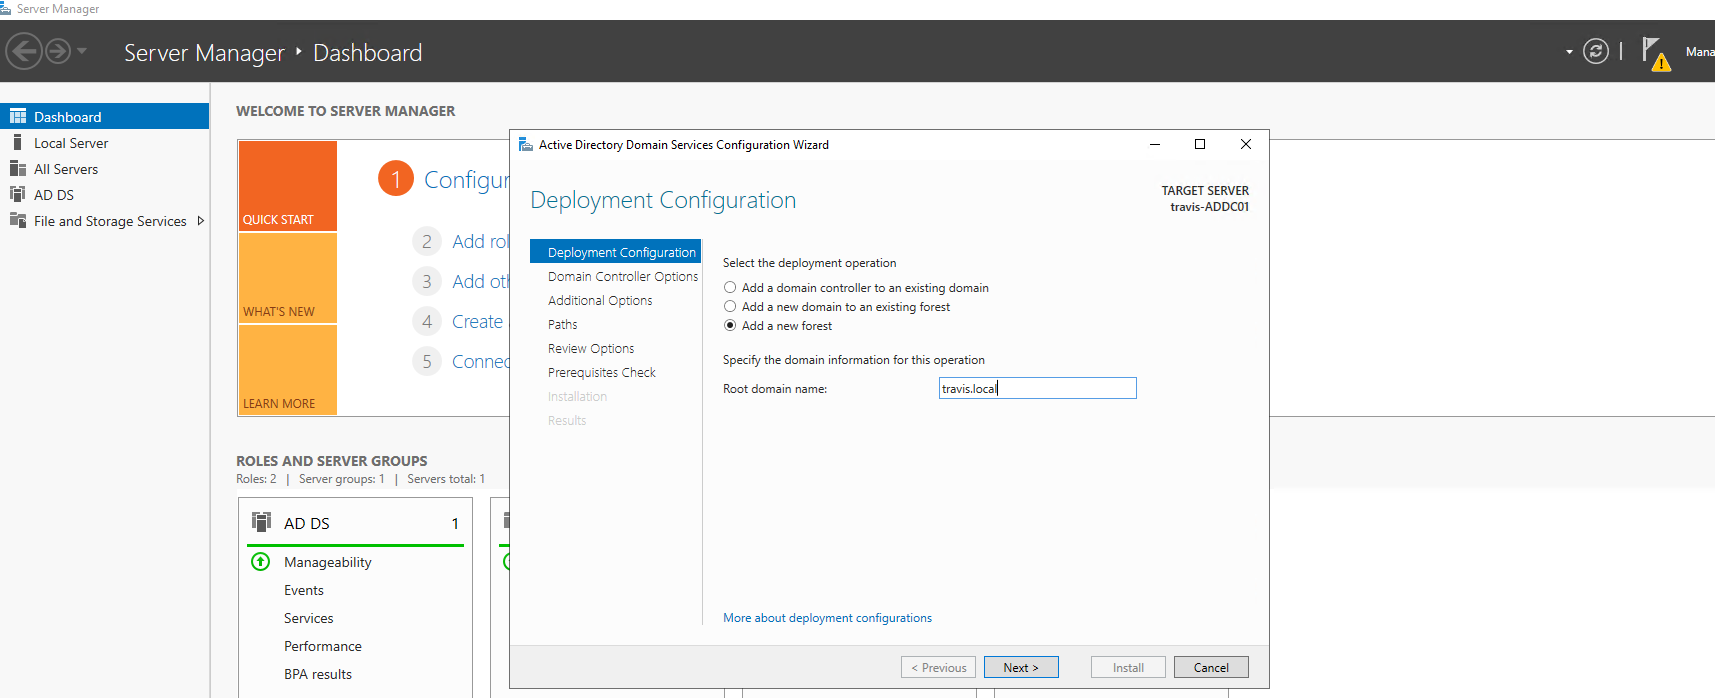 Server Manager
Server Manager ‣ Dashboard
Mana
Dashboard
Local Server
All Servers
AD DS
File and Storage Services
WELCOME TO SERVER MANAGER
QUICK START
WHAT'S NEW
LEARN MORE
1 Configur
2 Add rol
3 Add oth
4 Create
5 Connec
ROLES AND SERVER GROUPS
Roles: 2 | Server groups: 1 | Servers total: 1
AD DS 1
Manageability
Events
Services
Performance
BPA results
Active Directory Domain Services Configuration Wizard
Deployment Configuration
TARGET SERVER
travis-ADDC01
Deployment Configuration
Domain Controller Options
Additional Options
Paths
Review Options
Prerequisites Check
Installation
Results
Select the deployment operation
Add a domain controller to an existing domain
Add a new domain to an existing forest
Add a new forest
Specify the domain information for this operation
Root domain name: travis.local
More about deployment configurations
< Previous Next > Install Cancel